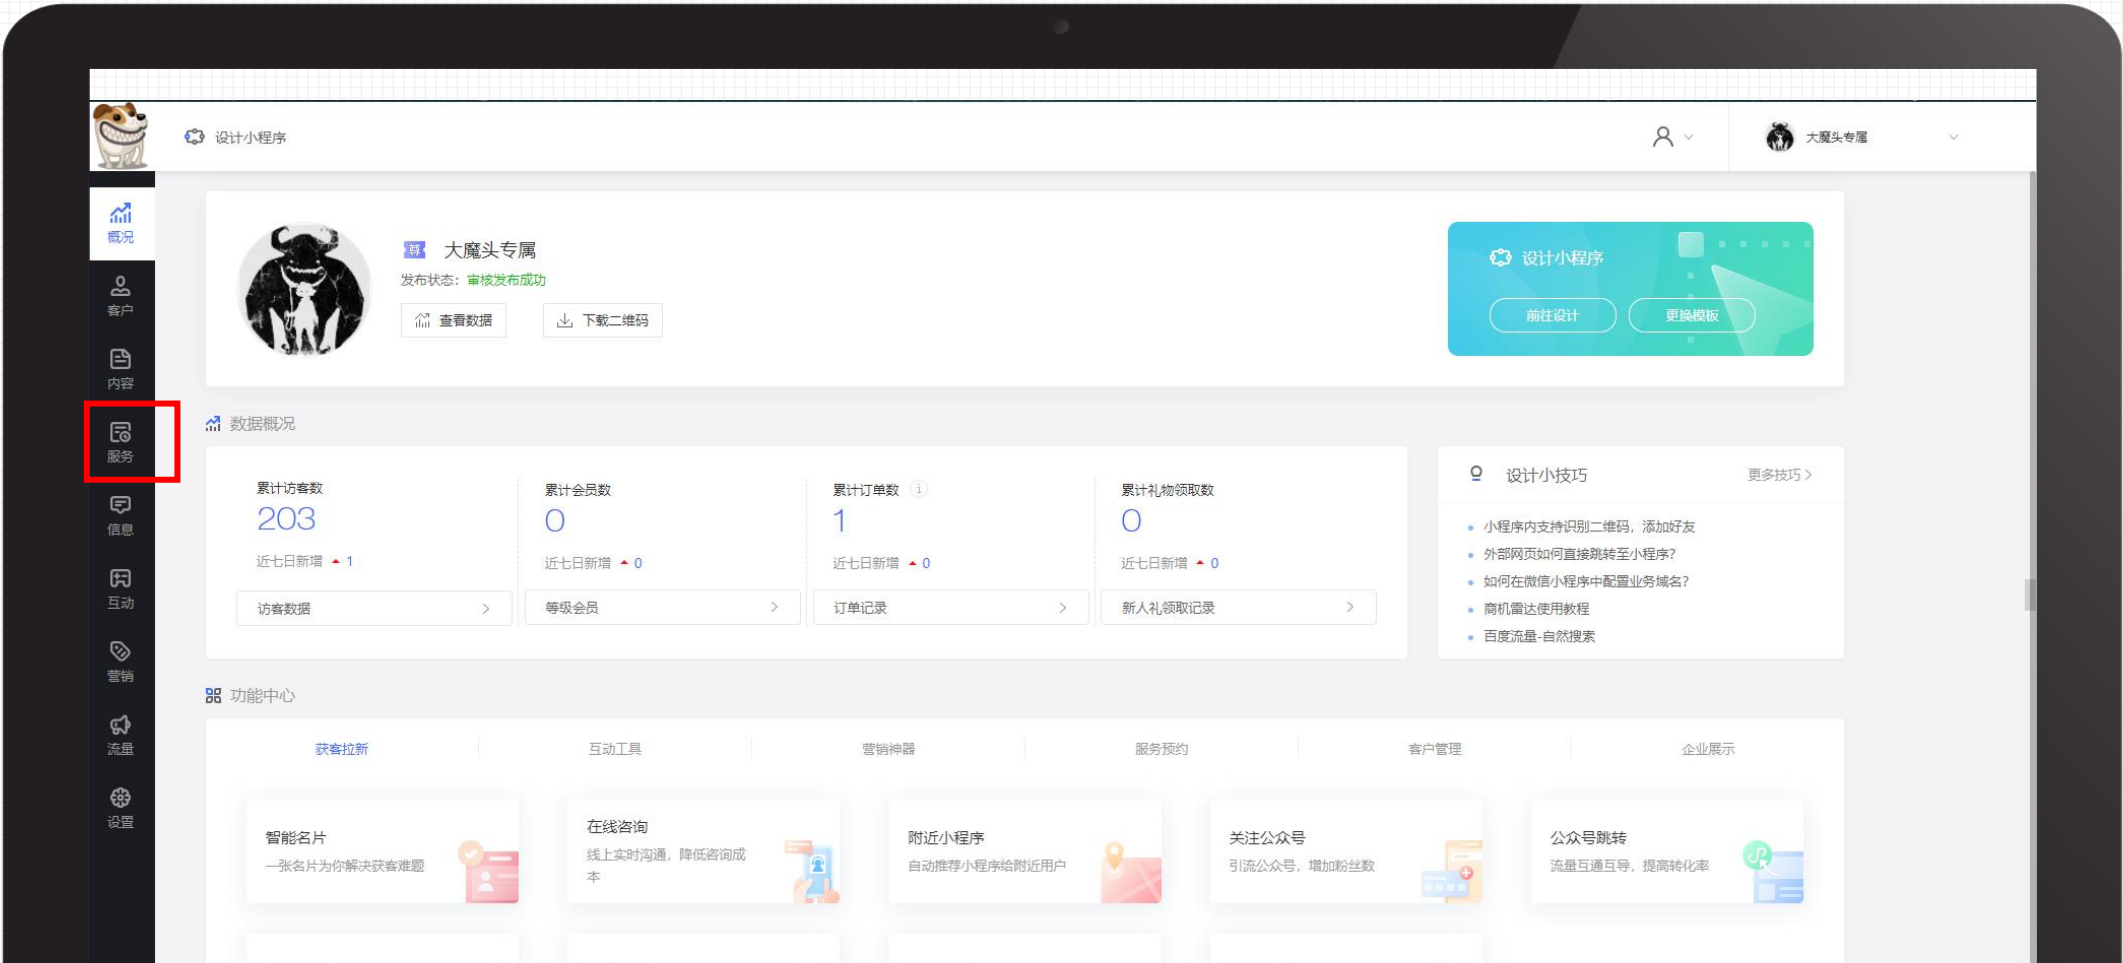 设计小程序
大魔头专属
概况
客户
内容
服务
信息
互动
营销
流量
设置
尊 大魔头专属
发布状态：审核发布成功
查看数据
下载二维码
设计小程序
前往设计
更换模板
数据概况
累计访客数
203
近七日新增 1
访客数据
累计会员数
0
近七日新增 0
等级会员
累计订单数
1
近七日新增 0
订单记录
累计礼物领取数
0
近七日新增 0
新人礼领取记录
设计小技巧
更多技巧 >
小程序内支持识别二维码，添加好友
外部网页如何直接跳转至小程序？
如何在微信小程序中配置业务域名？
商机雷达使用教程
百度流量-自然搜索
功能中心
获客拉新
互动工具
营销神器
服务预约
客户管理
企业展示
智能名片
一张名片为你解决获客难题
在线咨询
线上实时沟通，降低咨询成
本
附近小程序
自动推荐小程序给附近用户
关注公众号
引流公众号，增加粉丝数
公众号跳转
流量互通互导，提高转化率